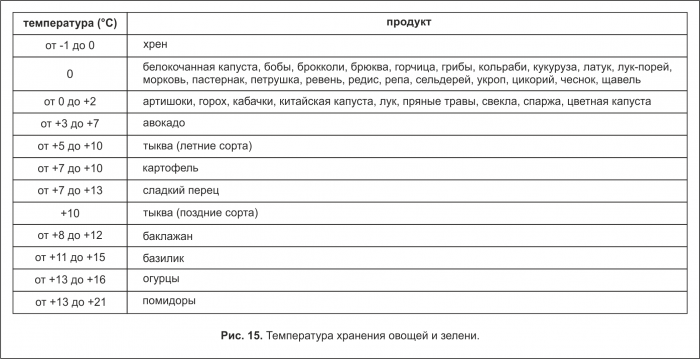 температура (°С) продукт
от -1 до 0 хрен
0 белокочанная капуста, бобы, брокколи, брюква, горчица, грибы, кольраби, кукуруза, латук, лук-порей,
морковь, пастернак, петрушка, ревень, редис, репа, сельдерей, укроп, цикорий, чеснок, щавель
от 0 до +2 артишоки, горох, кабачки, китайская капуста, лук, пряные травы, свекла, спаржа, цветная капуста
от +3 до +7 авокадо
от +5 до +10 тыква (летние сорта)
от +7 до +10 картофель
от +7 до +13 сладкий перец
+10 тыква (поздние сорта)
от +8 до +12 баклажан
от +11 до +15 базилик
от +13 до +16 огурцы
от +13 до +21 помидоры
Рис. 15. Температура хранения овощей и зелени.